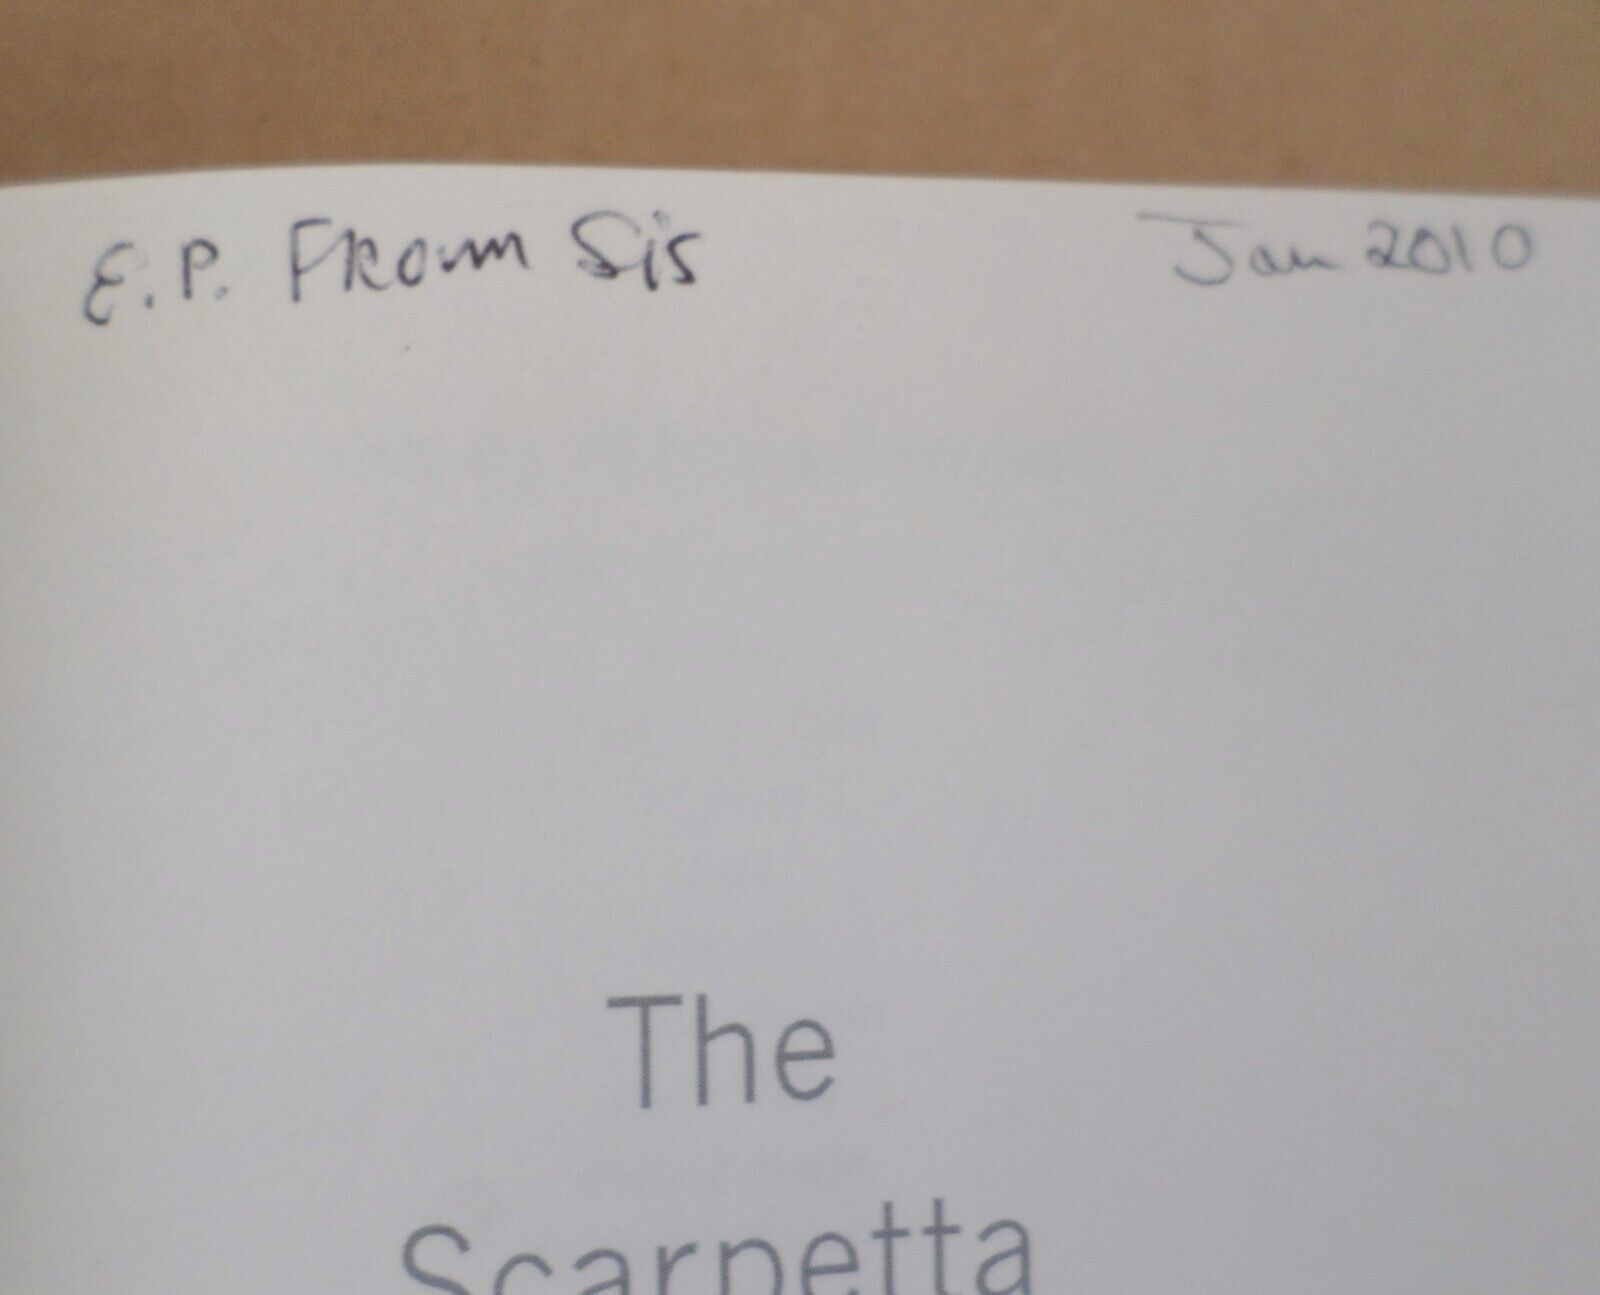 E.P. From Sis Jan 2010
The
Scarpetta